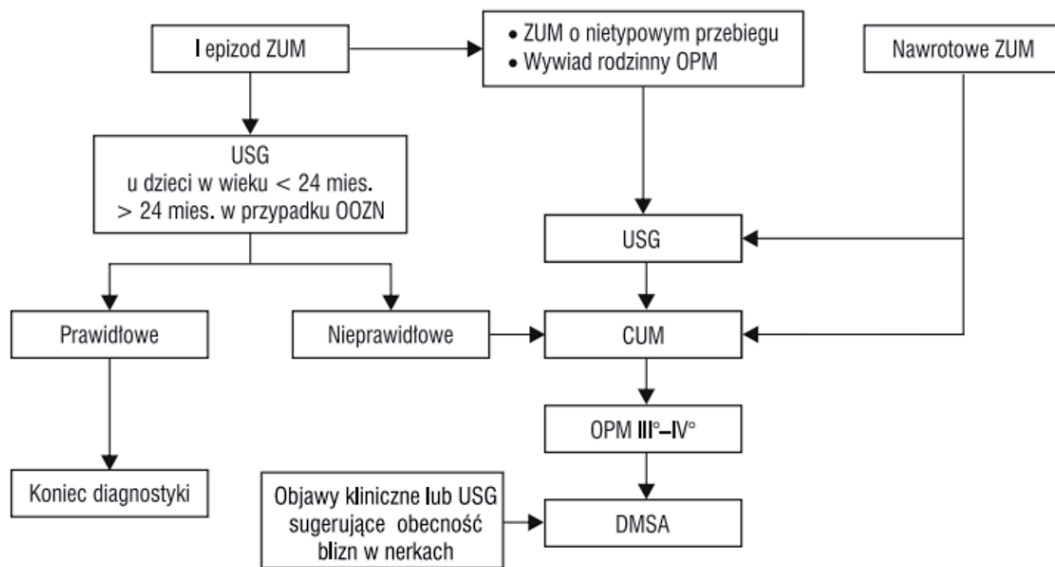 I epizod ZUM
• ZUM o nietypowym przebiegu
• Wywiad rodzinny OPM
Nawrotowe ZUM
USG
u dzieci w wieku < 24 mies.
> 24 mies. w przypadku OOZN
USG
Prawidłowe
Nieprawidłowe
CUM
OPM III°–IV°
Koniec diagnostyki
Objawy kliniczne lub USG
sugerujące obecność
blizn w nerkach
DMSA